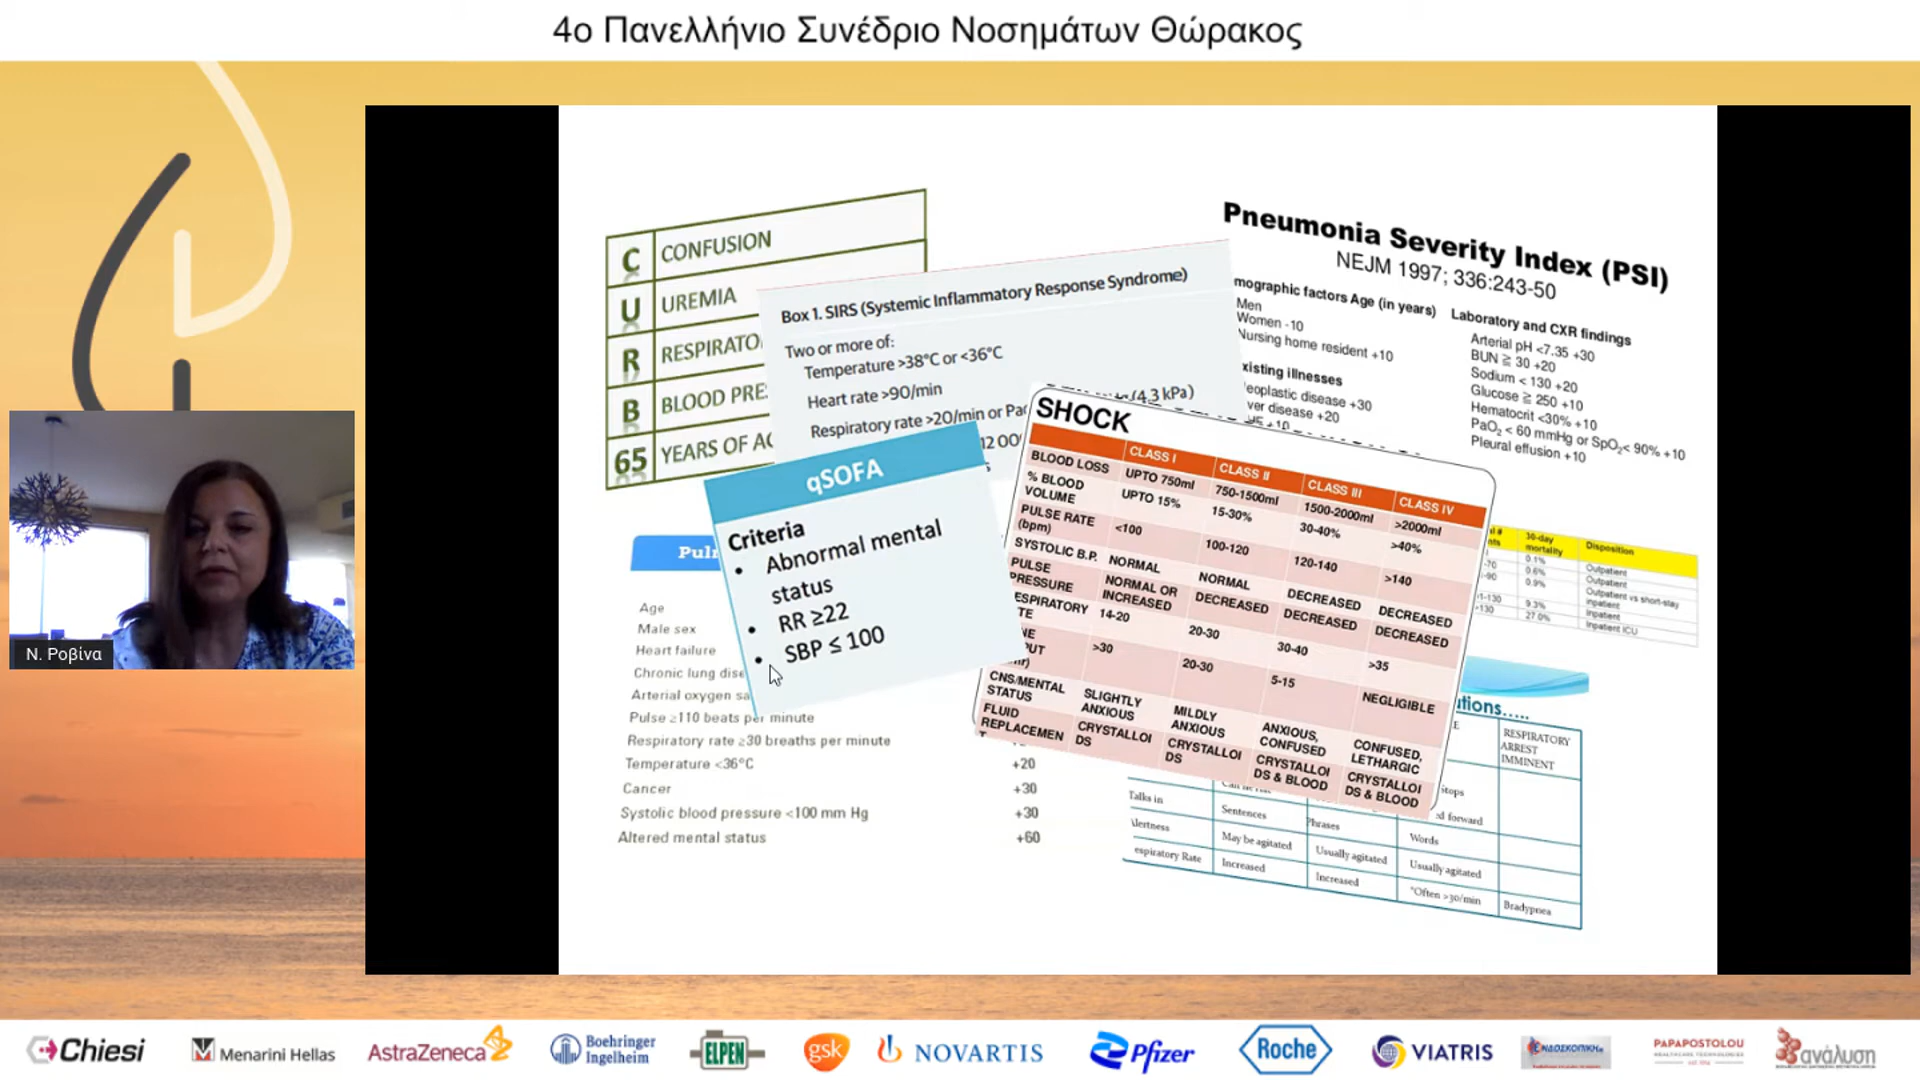 4ο Πανελλήνιο Συνέδριο Νοσημάτων Θώρακος
C CONFUSION
U UREMIA
R RESPIRATO
B BLOOD PRE
65 YEARS OF
Box 1. SIRS (Systemic Inflammatory Response Syndrome)
Two or more of:
Temperature >38°C or <36°C
Heart rate >90/min
Respiratory rate >20/min or
(4.3 kPa)
Pneumonia Severity Index (PSI)
NEJM 1997; 336:243-50
mographic factors Age (in years)
Men
Women -10
Nursing home resident +10
xisting illnesses
eoplastic disease +30
ver disease +20
Laboratory and CXR findings
Arterial pH <7.35 +30
BUN ≧ 30 +20
Sodium < 130 +20
Glucose ≧ 250 +10
Hematocrit <30% +10
PaO2 < 60 mmHg or SpO2< 90% +10
Pleural effusion +10
qSOFA
Criteria
• Abnormal mental
status
• RR ≥22
• SBP ≤ 100
SHOCK
CLASS I CLASS II CLASS III CLASS IV
BLOOD LOSS UPTO 750ml 750-1500ml 1500-2000ml >2000ml
% BLOOD VOLUME UPTO 15% 15-30% 30-40% >40%
PULSE RATE (bpm) <100 100-120 120-140 >140
SYSTOLIC B.P. NORMAL NORMAL DECREASED DECREASED
PULSE PRESSURE NORMAL OR INCREASED DECREASED DECREASED DECREASED
ESPIRATORY TE 14-20 20-30 30-40 >35
>30 20-30 5-15 NEGLIGIBLE
CNS/MENTAL STATUS SLIGHTLY ANXIOUS MILDLY ANXIOUS ANXIOUS, CONFUSED CONFUSED, LETHARGIC
FLUID REPLACEMEN CRYSTALLOI DS CRYSTALLOI DS CRYSTALLOI DS & BLOOD CRYSTALLOI DS & BLOOD
30-day mortality Disposition
0.1% Outpatient
0.6% Outpatient
0.9% Outpatient vs short-stay inpatient
9.3% Inpatient
27.0% Inpatient ICU
Pul
Age
Male sex
Heart failure
Chronic lung dise
Arterial oxygen sa
Pulse ≥110 beats per minute
Respiratory rate ≥30 breaths per minute
Temperature <36°C +20
Cancer +30
Systolic blood pressure <100 mm Hg +30
Altered mental status +60
utions.....
RESPIRATORY ARREST IMMINENT
Talks in Sentences Phrases Words
lertness May be agitated Usually agitated Usually agitated
espiratory Rate Increased Increased "Often >30/min Bradypnea
Ν. Ροβίνα
Chiesi
Menarini Hellas
AstraZeneca
Boehringer Ingelheim
ELPEN
gsk
NOVARTIS
Pfizer
Roche
VIATRIS
ΕΝΔΟΣΚΟΠΙΚΗ
PAPAPOSTOLOU
ανάλυση